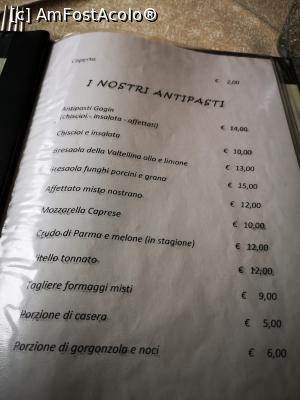 [c] AmFostAcolo®
Coperto € 2,00
I NOSTRI ANTIPASTI
Antipasti Gogin
(chiscioi - insalata - affettati) € 14,00
Chiscioi e insalata € 10,00
Bresaola della Valtellina olio e limone € 13,00
Bresaola funghi porcini e grana € 15,00
Affettato misto nostrano € 12,00
Mozzarella Caprese € 10,00
Crudo di Parma e melone (in stagione) € 12,00
Vitello tonnato € 12,00
Tagliere formaggi misti € 9,00
Porzione di casera € 5,00
Porzione di gorgonzola e noci € 6,00